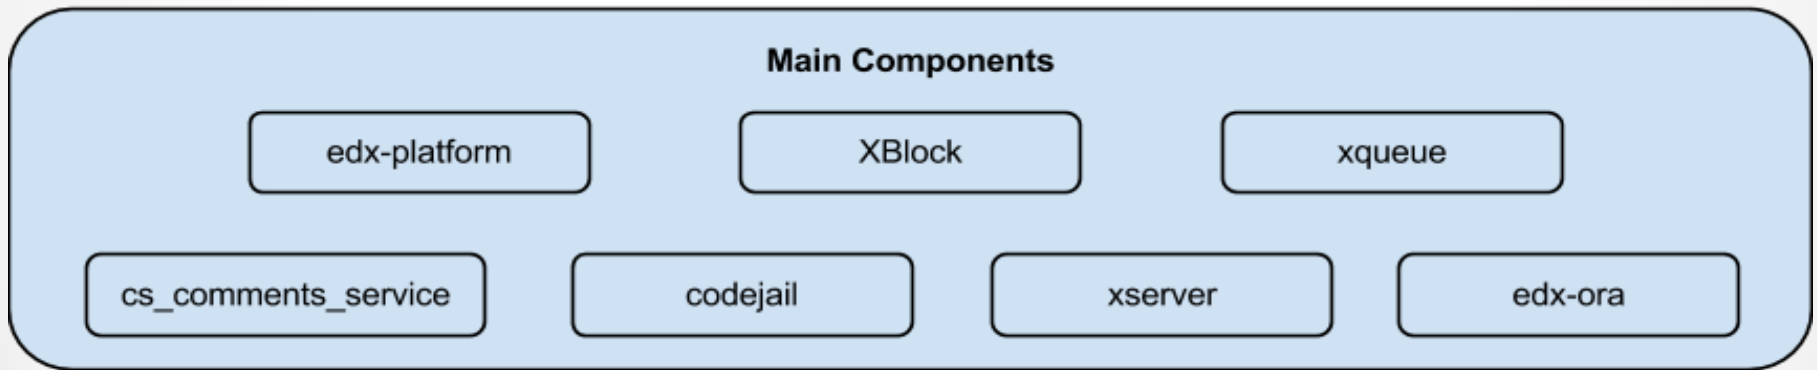 Main Components
edx-platform
XBlock
xqueue
cs_comments_service
codejail
xserver
edx-ora